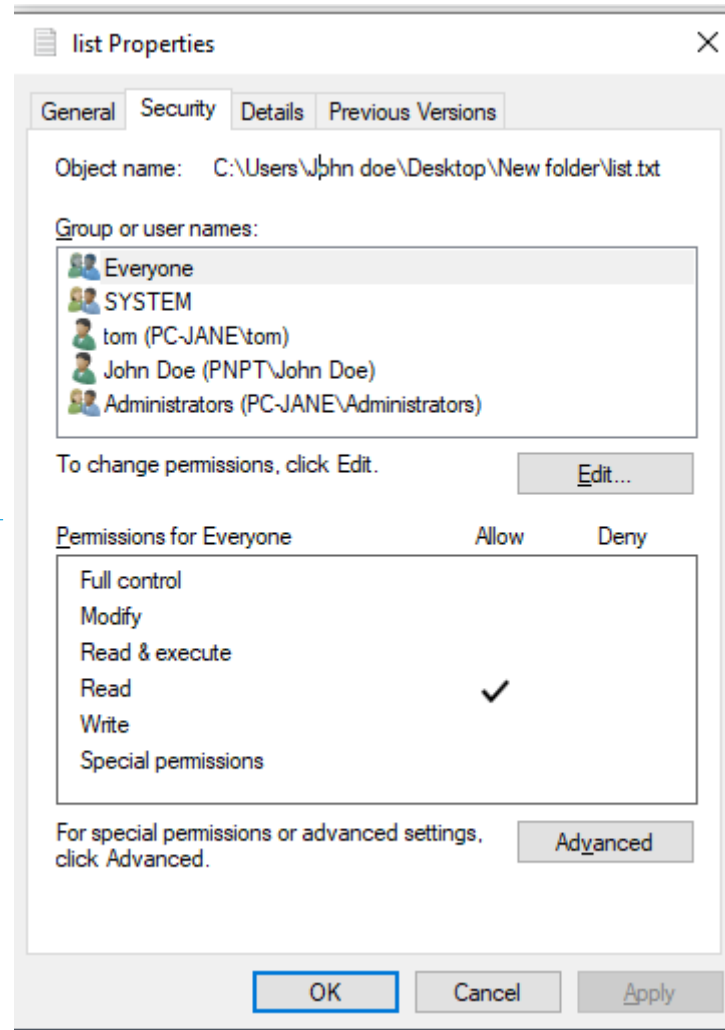 list Properties
General Security Details Previous Versions
Object name: C:\Users\John doe\Desktop\New folder\list.txt
Group or user names:
Everyone
SYSTEM
tom (PC-JANE\tom)
John Doe (PNPT\John Doe)
Administrators (PC-JANE\Administrators)
To change permissions, click Edit.
Edit...
Permissions for Everyone Allow Deny
Full control
Modify
Read & execute
Read
Write
Special permissions
For special permissions or advanced settings,
click Advanced.
Advanced
OK Cancel Apply